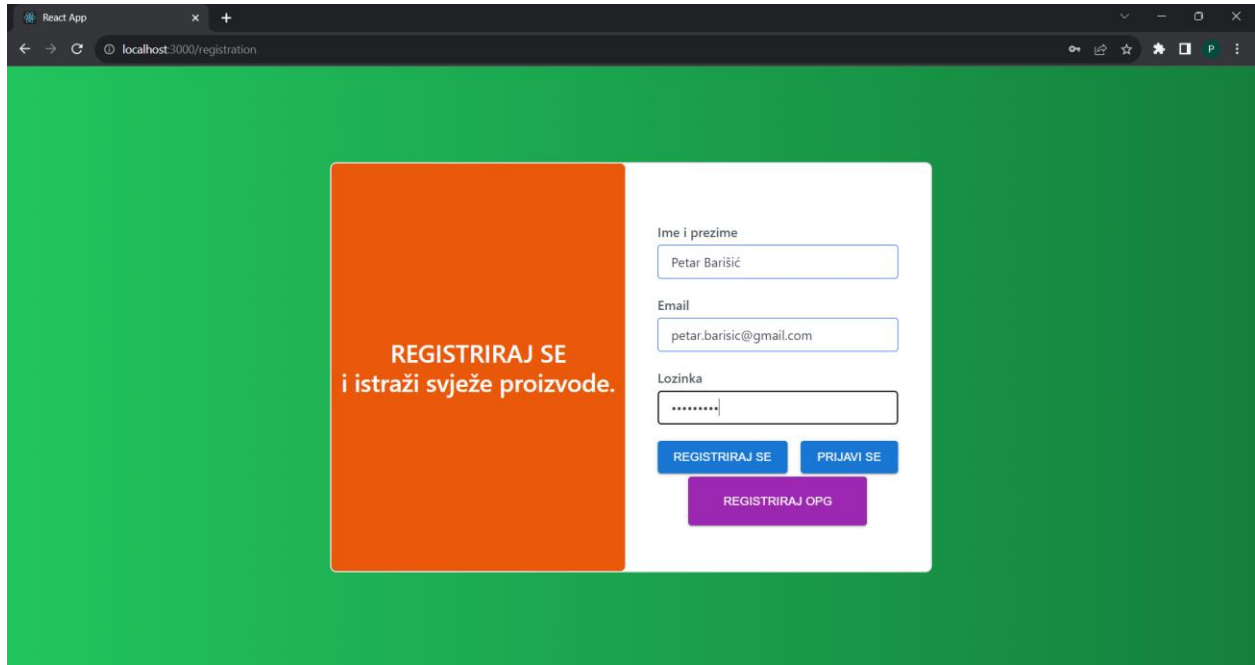 React App
localhost:3000/registration
P
REGISTRIRAJ SE
i istraži svježe proizvode.
Ime i prezime
Petar Barišić
Email
petar.barisic@gmail.com
Lozinka
•••••••••
REGISTRIRAJ SE PRIJAVI SE
REGISTRIRAJ OPG